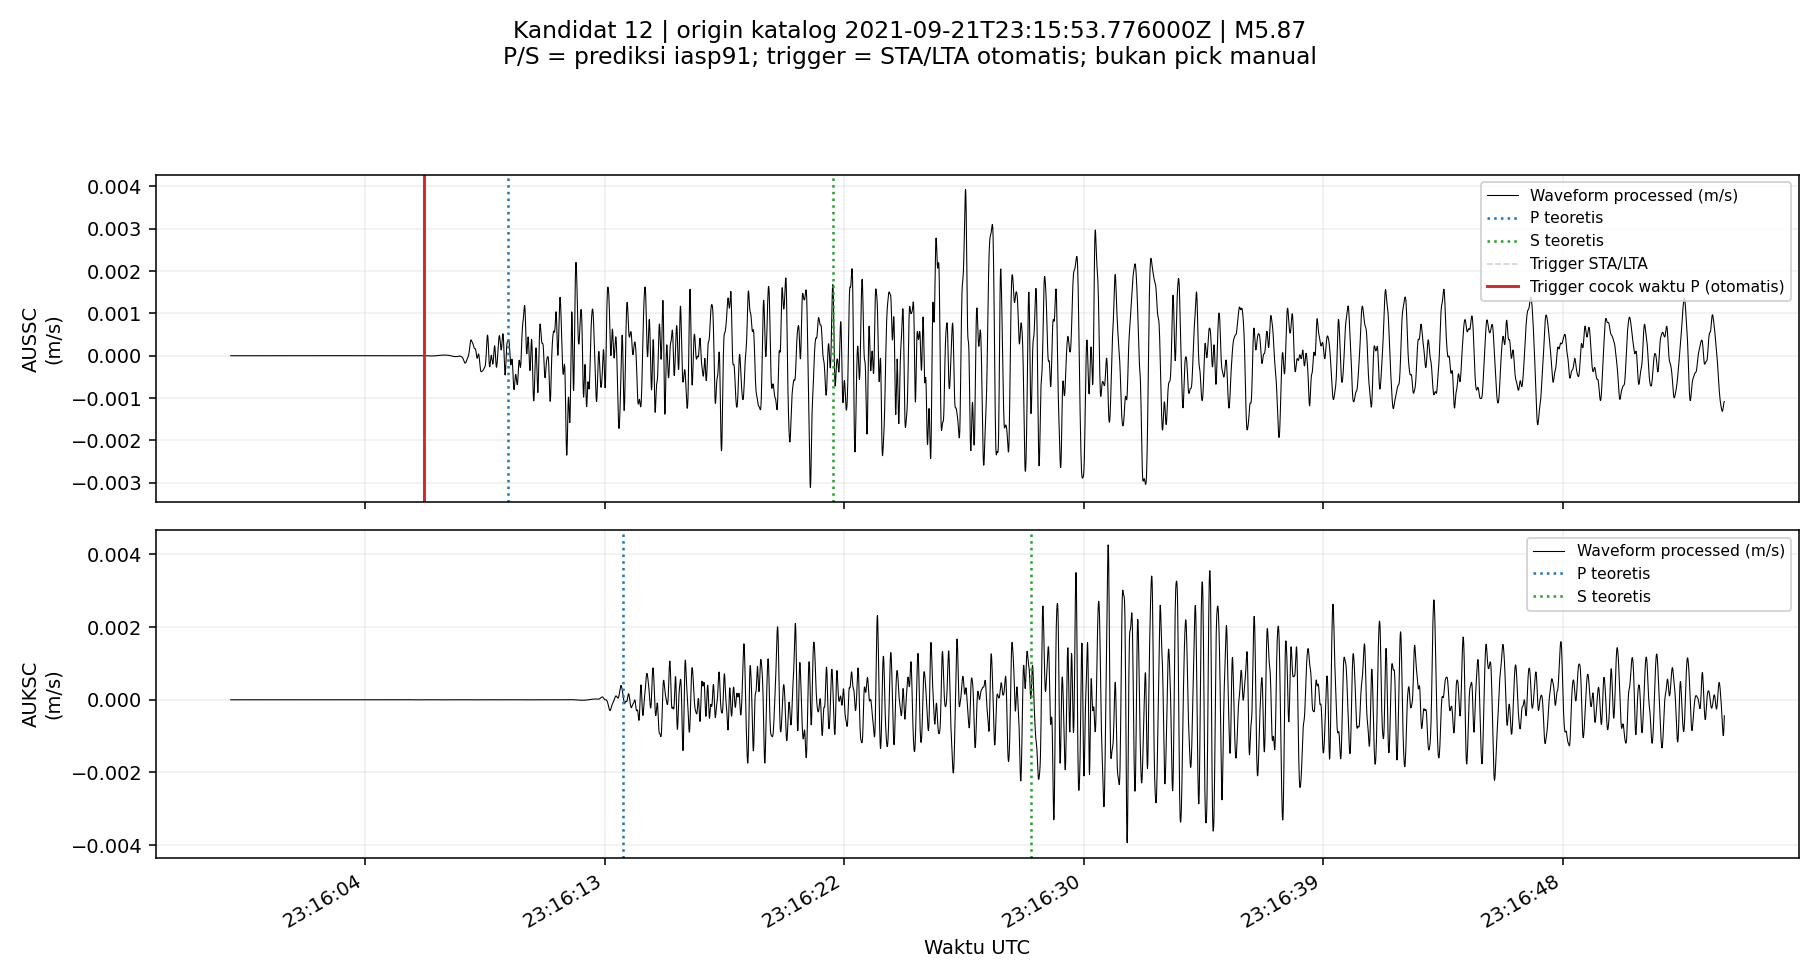 Kandidat 12 | origin katalog 2021-09-21T23:15:53.776000Z | M5.87
P/S = prediksi iasp91; trigger = STA/LTA otomatis; bukan pick manual
AUSSC
(m/s)
0.004
0.003
0.002
0.001
0.000
−0.001
−0.002
−0.003
Waveform processed (m/s)
P teoretis
S teoretis
Trigger STA/LTA
Trigger cocok waktu P (otomatis)
AUKSC
(m/s)
0.004
0.002
0.000
−0.002
−0.004
Waveform processed (m/s)
P teoretis
S teoretis
23:16:04
23:16:13
23:16:22
23:16:30
23:16:39
23:16:48
Waktu UTC